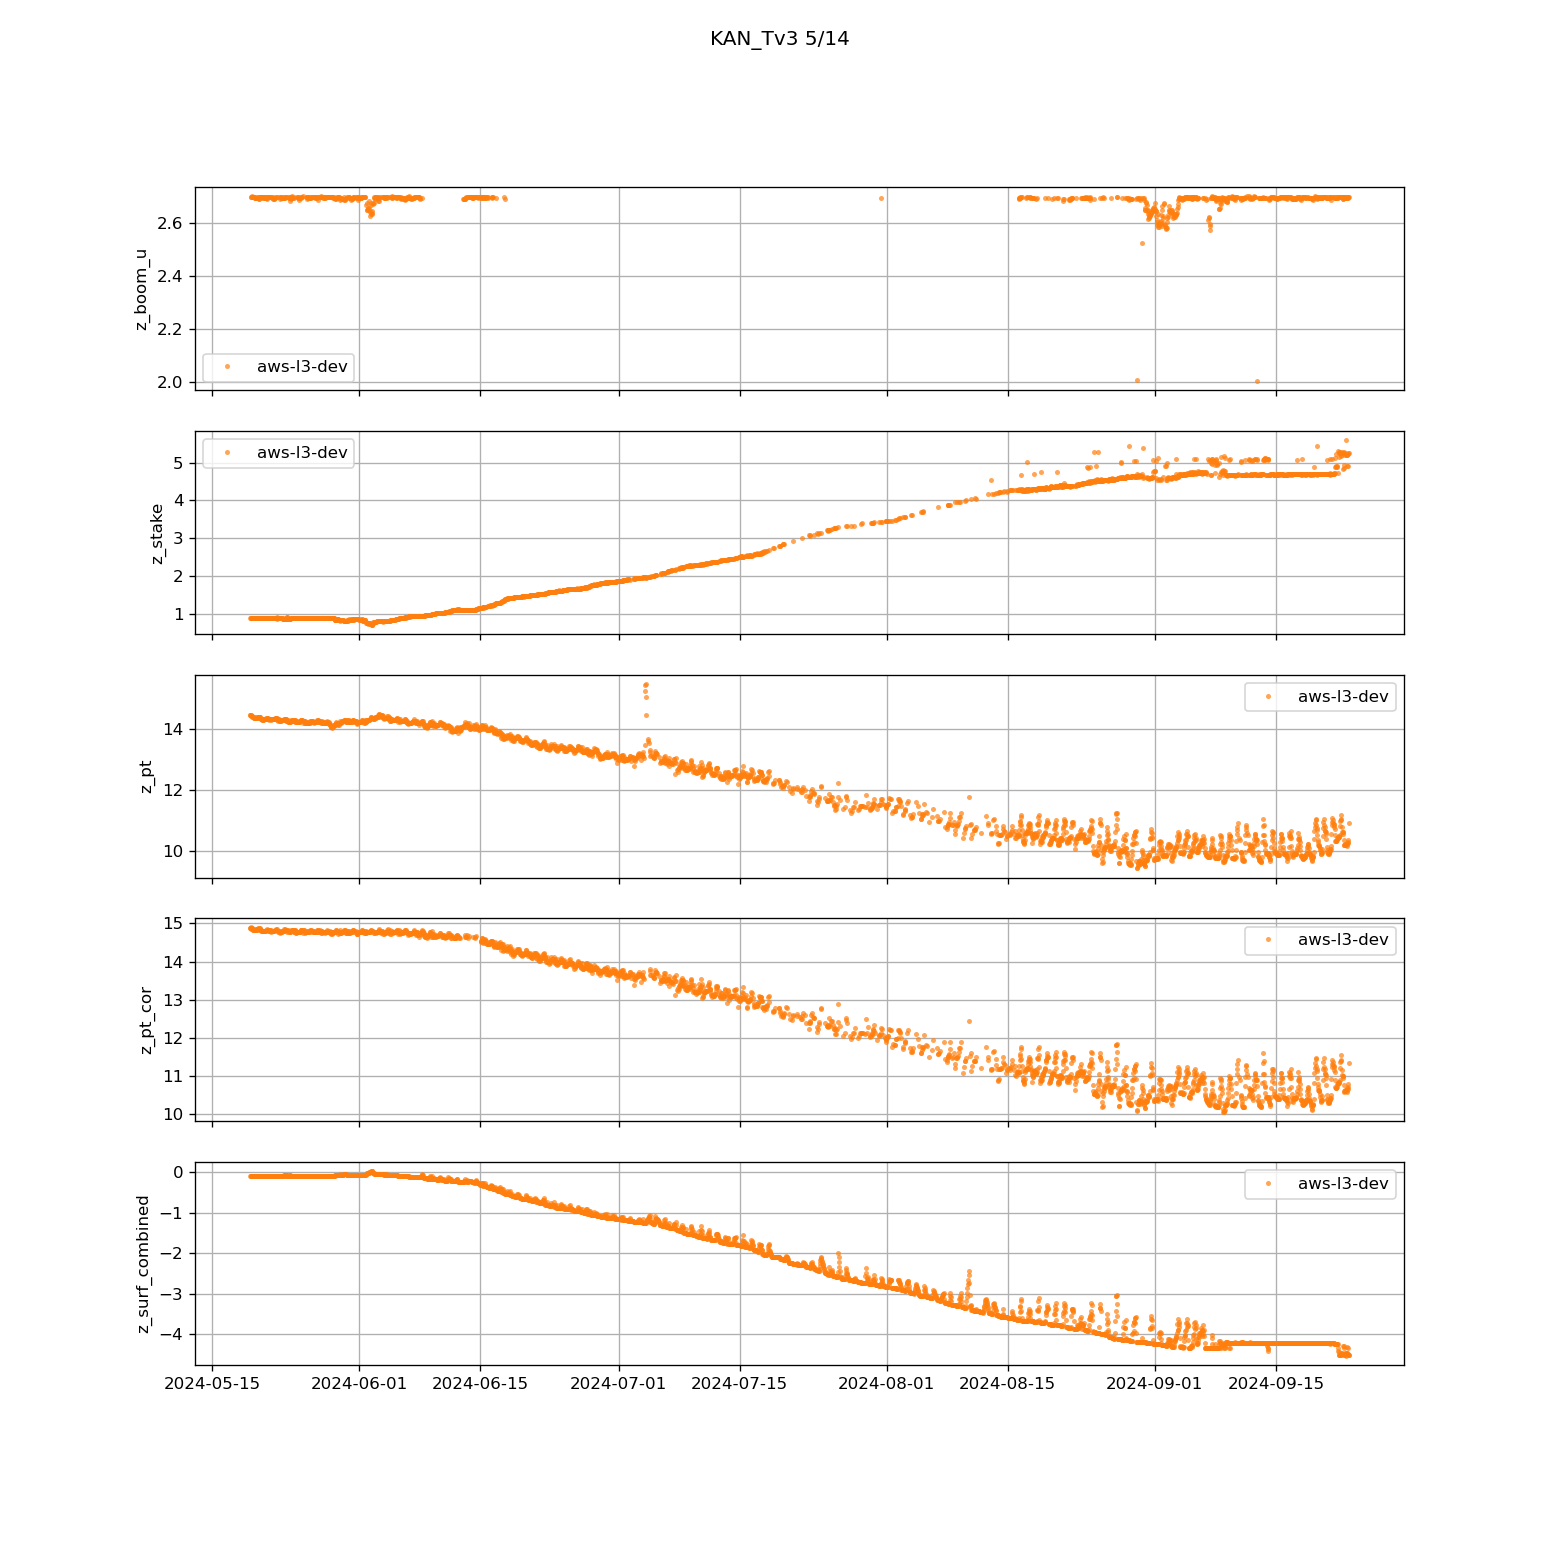 KAN_Tv3 5/14
z_boom_u
2.6
2.4
2.2
2.0
aws-l3-dev
z_stake
5
4
3
2
1
aws-l3-dev
z_pt
14
12
10
aws-l3-dev
z_pt_cor
15
14
13
12
11
10
aws-l3-dev
z_surf_combined
0
−1
−2
−3
−4
aws-l3-dev
2024-05-15 2024-06-01 2024-06-15 2024-07-01 2024-07-15 2024-08-01 2024-08-15 2024-09-01 2024-09-15